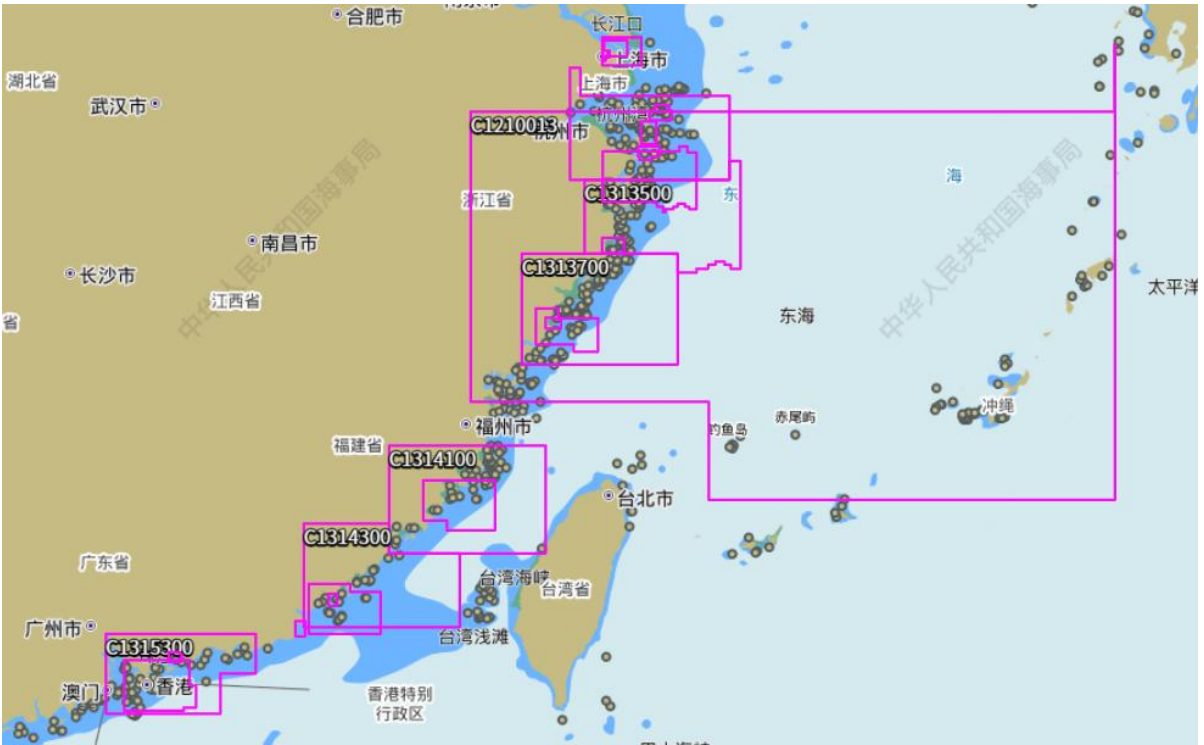 合肥市
长江口
上海市
湖北省
上海市
武汉市
杭州湾
C1210013
杭州市
中华人民共和国海事局
中华人民共和国海事局
海
东
浙江省
C1313500
南昌市
长沙市
C1313700
江西省
太平洋
省
东海
冲绳
赤尾屿
钓鱼岛
福州市
福建省
C1314100
台北市
C1314300
广东省
台湾海峡
台湾省
广州市
台湾浅滩
C1315300
澳门
香港
香港特别
行政区